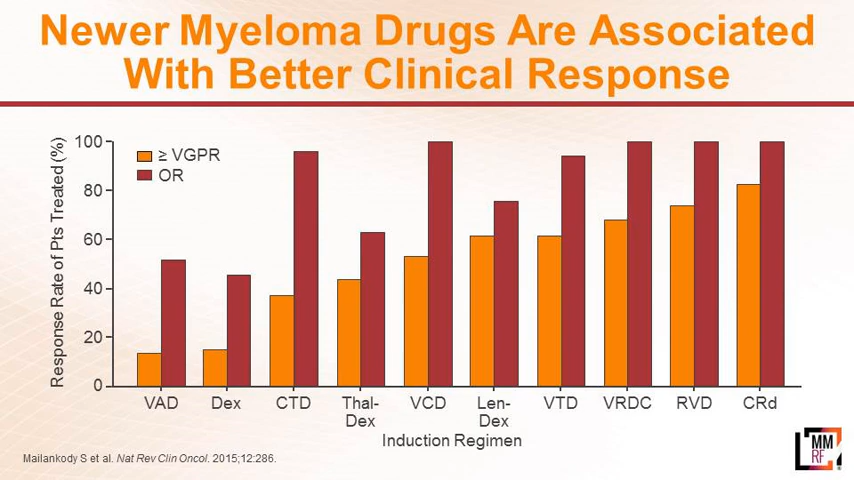 Newer Myeloma Drugs Are Associated
With Better Clinical Response
Response Rate of Pts Treated (%)
100
80
60
40
20
0
≥ VGPR
OR
VAD
Dex
CTD
Thal-
Dex
VCD
Len-
Dex
VTD
VRDC
RVD
CRd
Induction Regimen
Mailankody S et al. Nat Rev Clin Oncol. 2015;12:286.
MM
RF